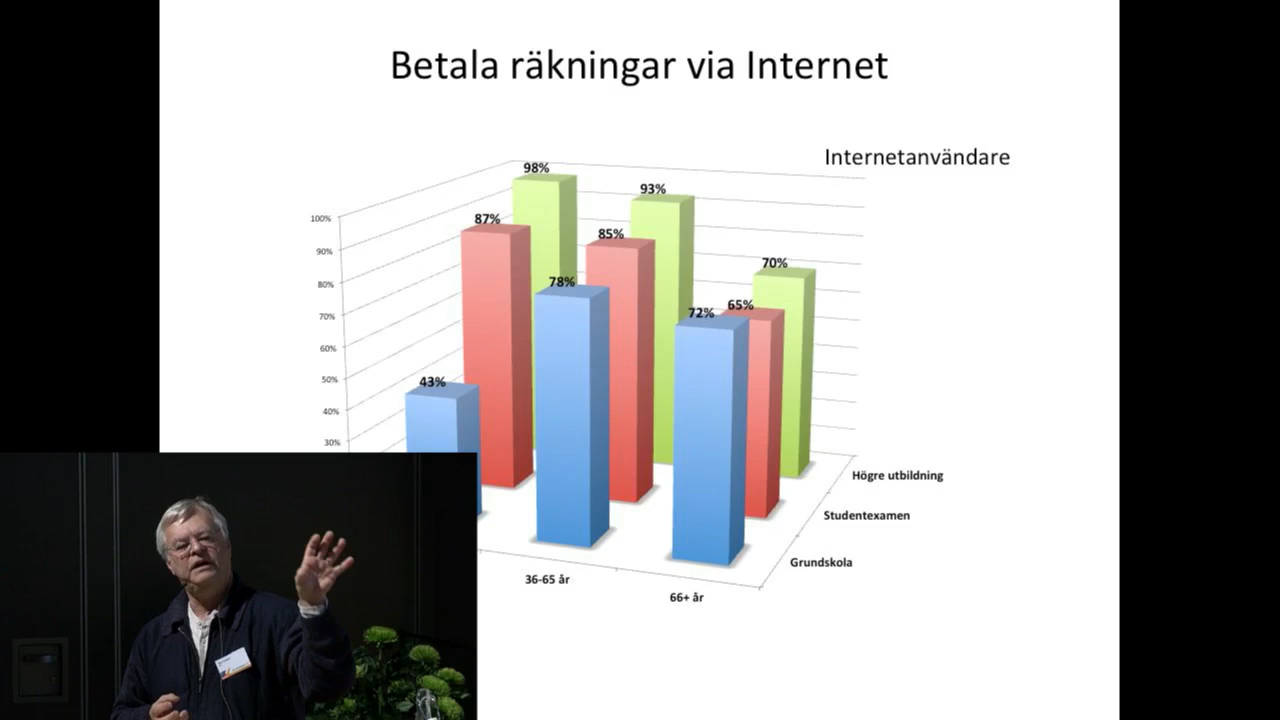 Betala räkningar via Internet
Internetanvändare
98%
93%
87%
85%
78%
70%
72%
65%
43%
100%
90%
80%
70%
60%
50%
40%
30%
Högre utbildning
Studentexamen
Grundskola
36-65 år
66+ år